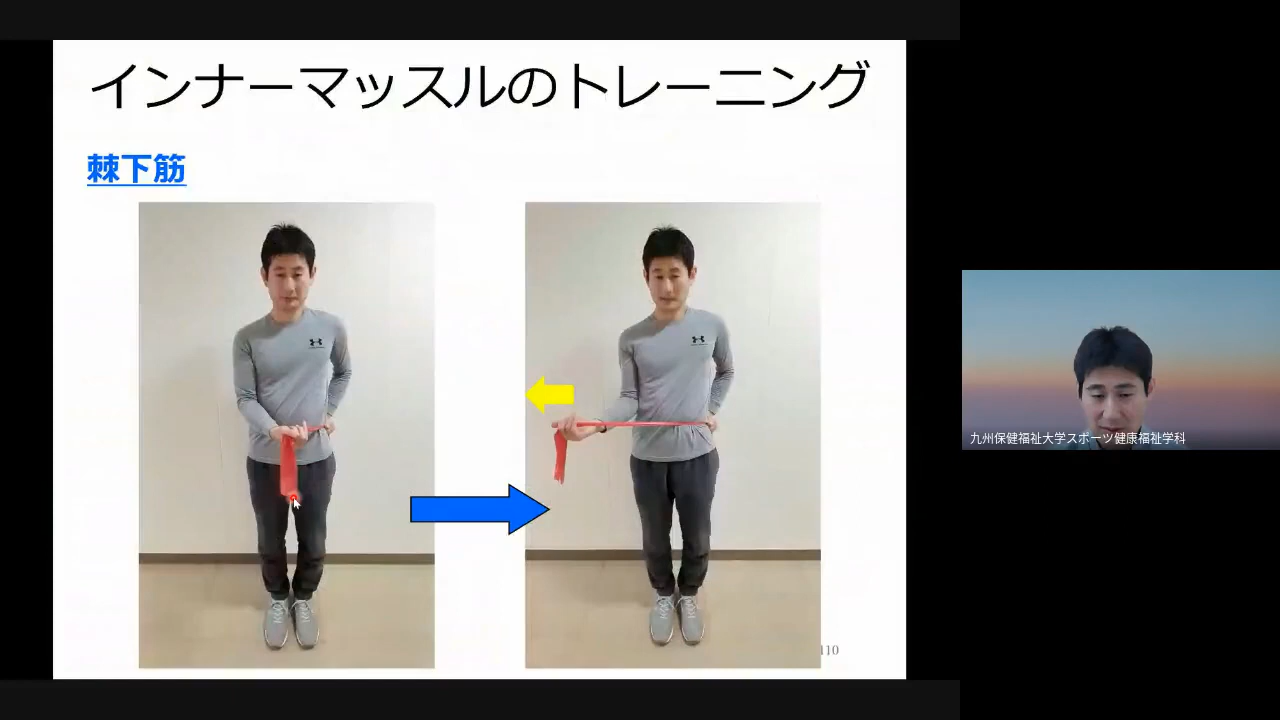 インナーマッスルのトレーニング
棘下筋
110
九州保健福祉大学スポーツ健康福祉学科